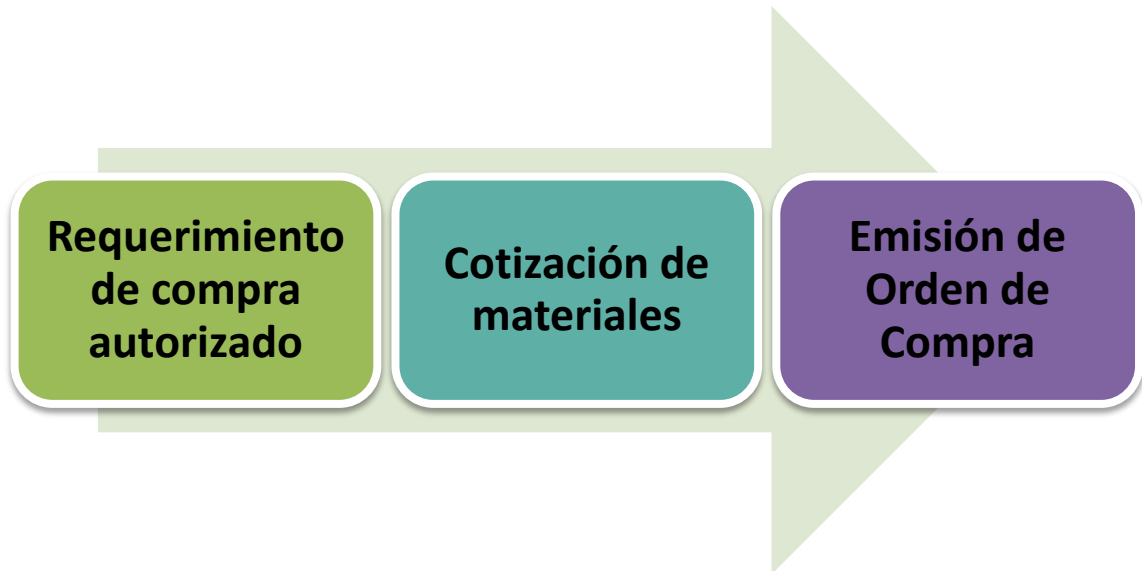 Requerimiento
de compra
autorizado
Cotización de
materiales
Emisión de
Orden de
Compra